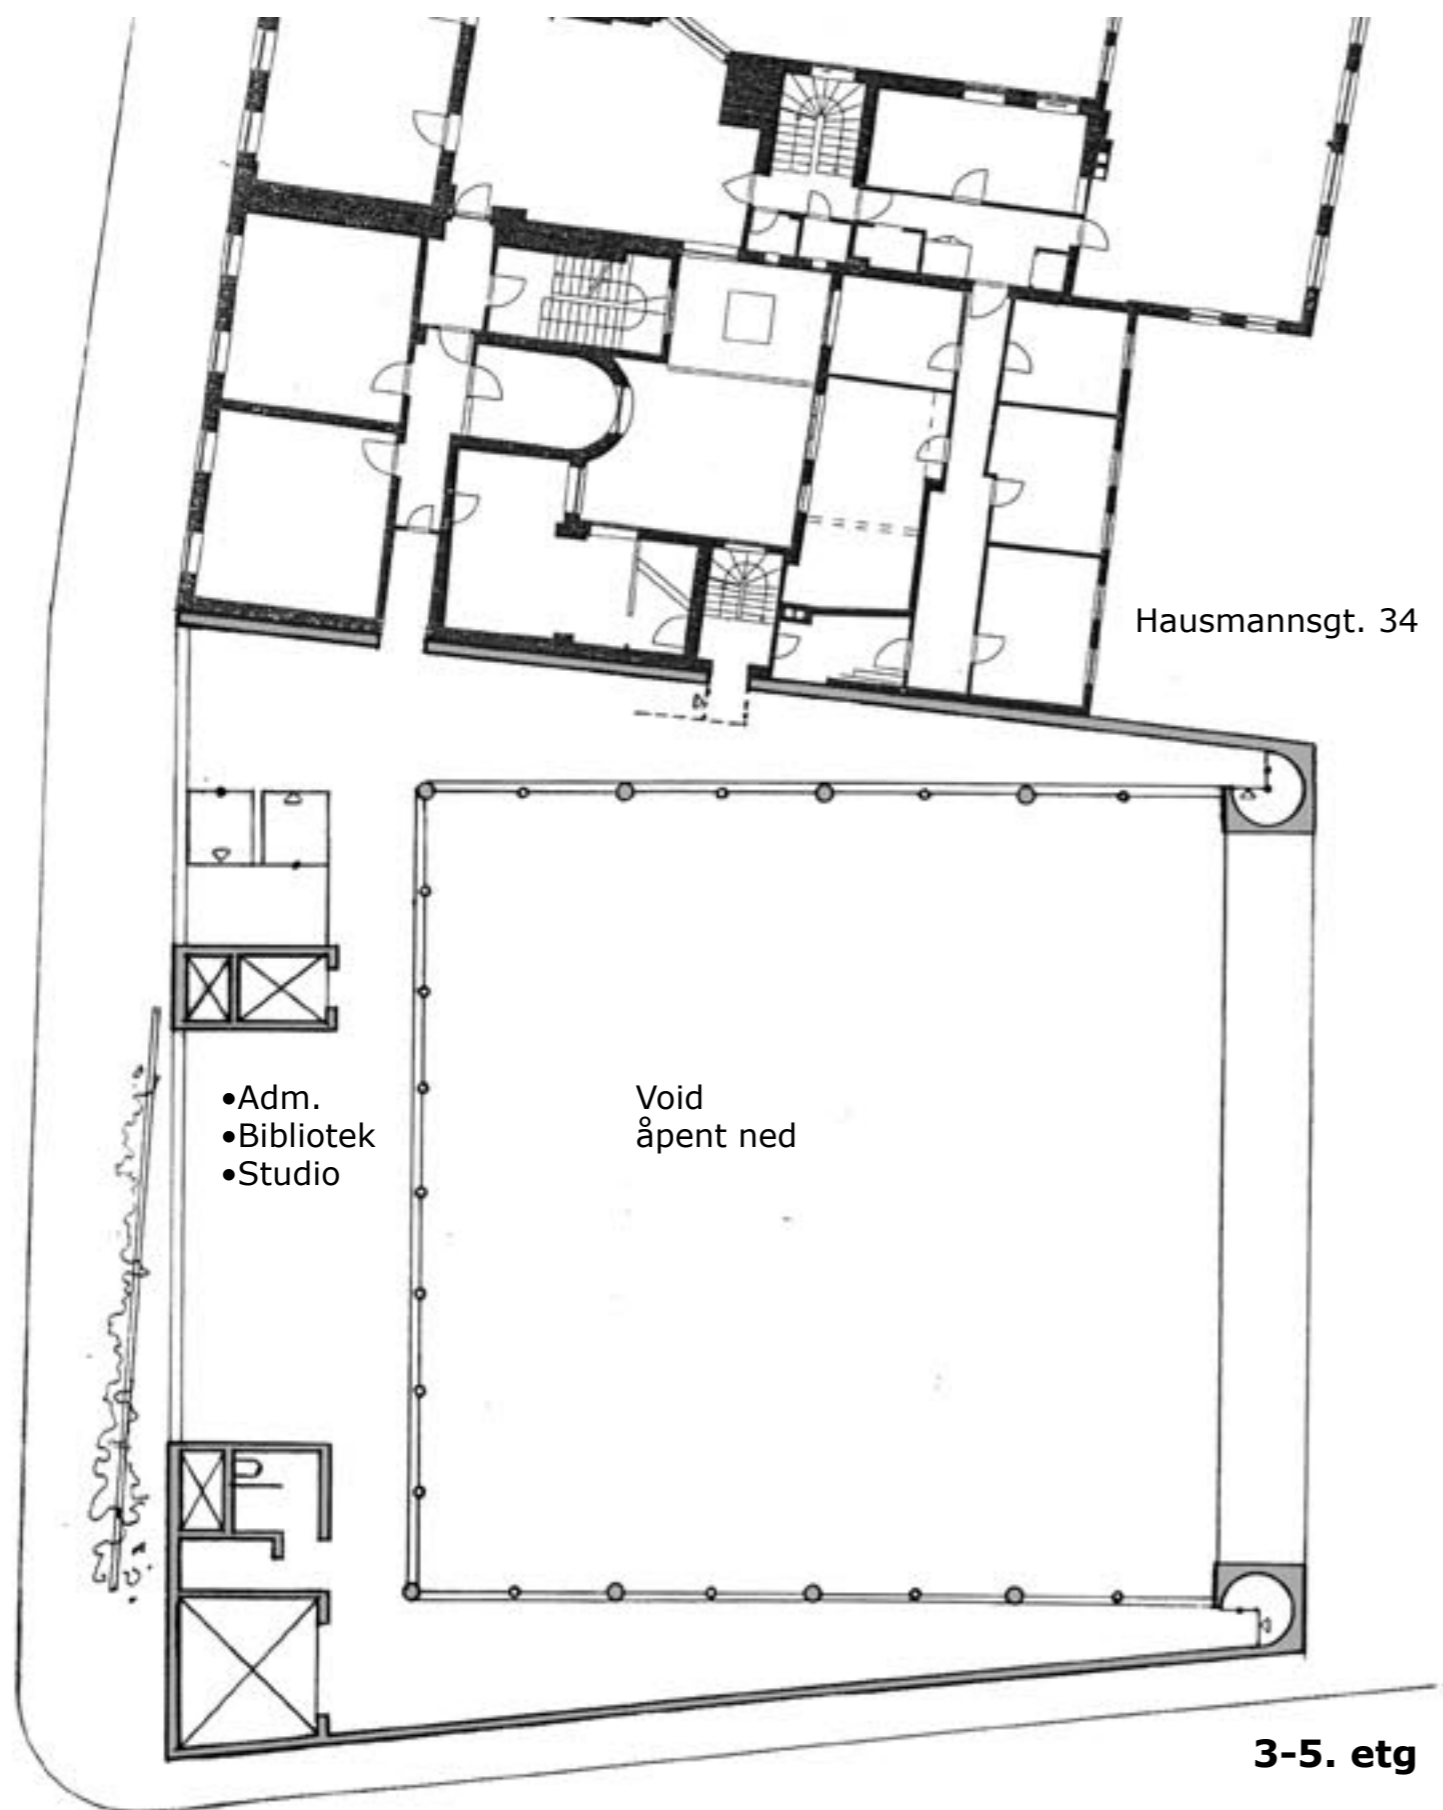 Hausmannsgt. 34
•Adm.
•Bibliotek
•Studio
Void
åpent ned
3-5. etg